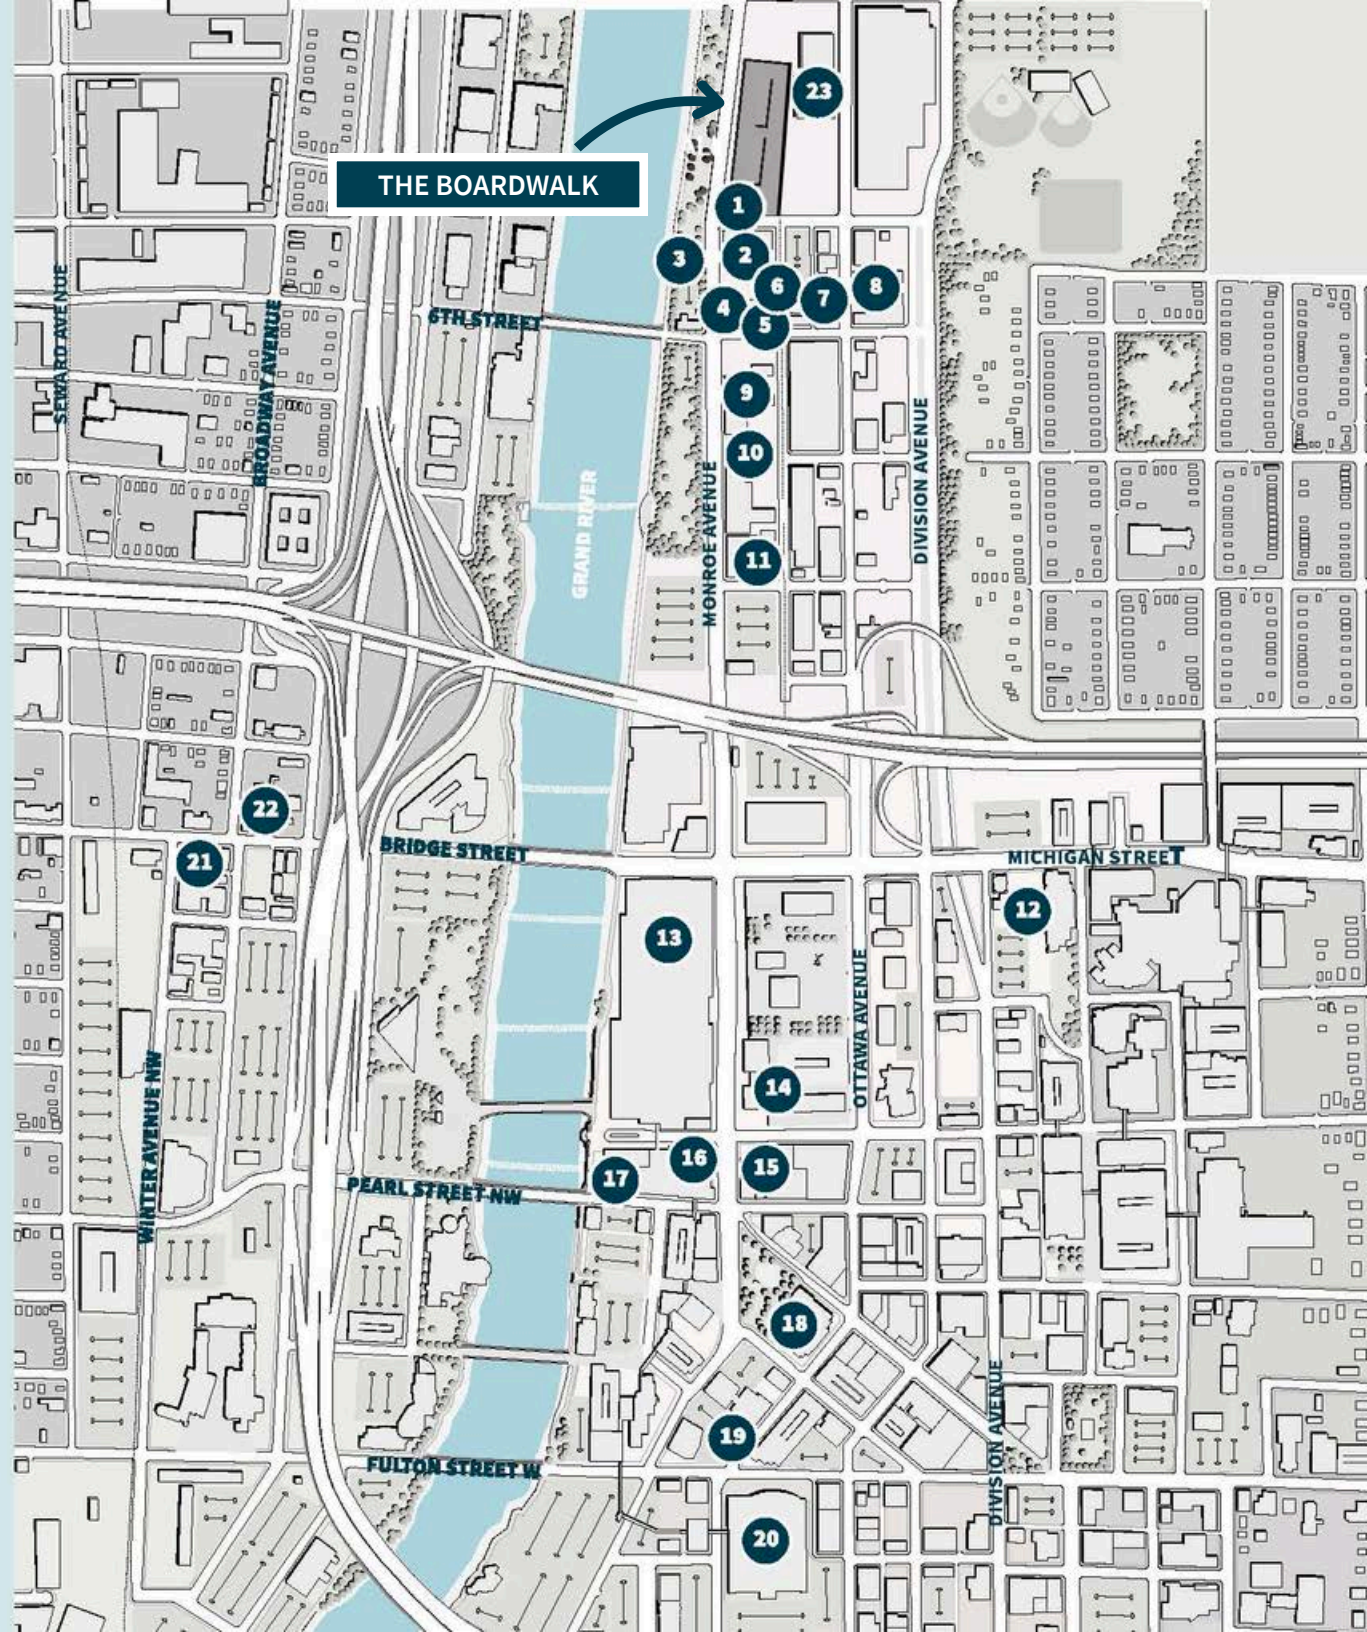 23
THE BOARDWALK
1
2
3
6
8
7
4
5
6TH STREET
SEWARD AVENUE
BROADWAY AVENUE
9
10
GRAND RIVER
MONROE AVENUE
DIVISION AVENUE
11
22
21
BRIDGE STREET
MICHIGAN STREET
12
13
OTTAWA AVENUE
14
WINTER AVENUE NW
16
15
17
PEARL STREET NW
18
19
DIVISION AVENUE
FULTON STREET W
20